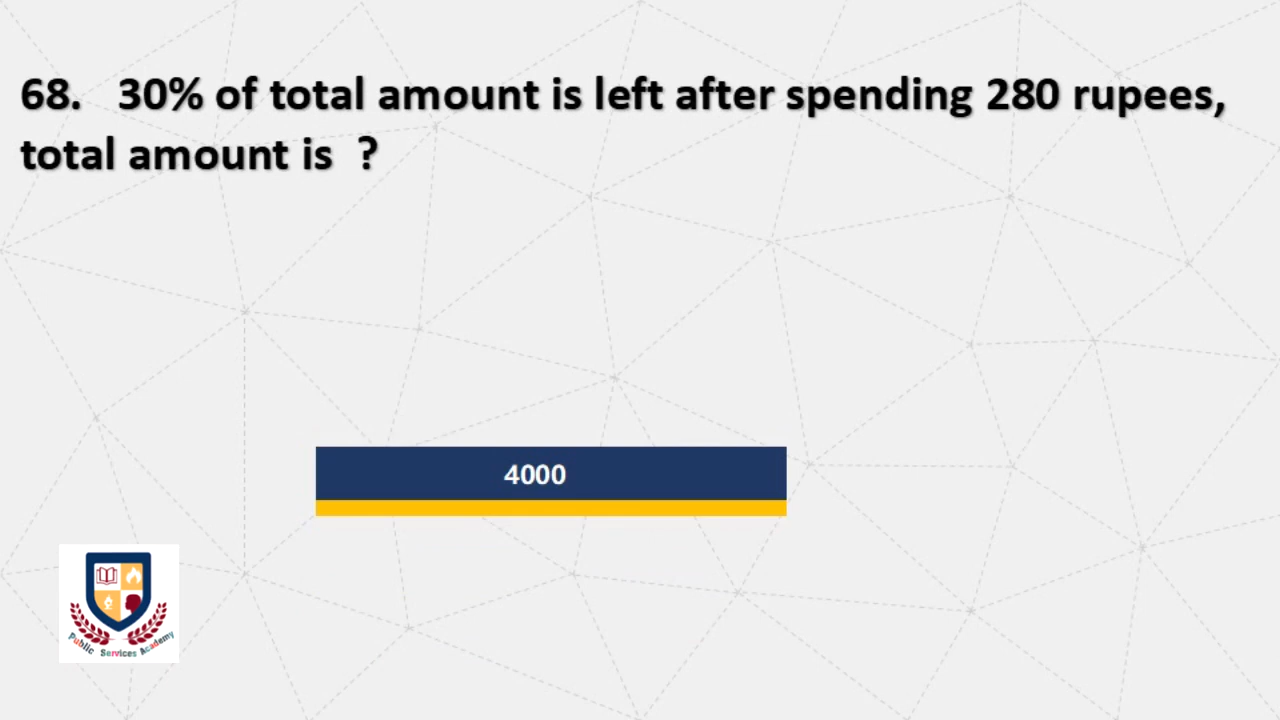 68. 30% of total amount is left after spending 280 rupees,
total amount is ?
4000
Public Services Academy